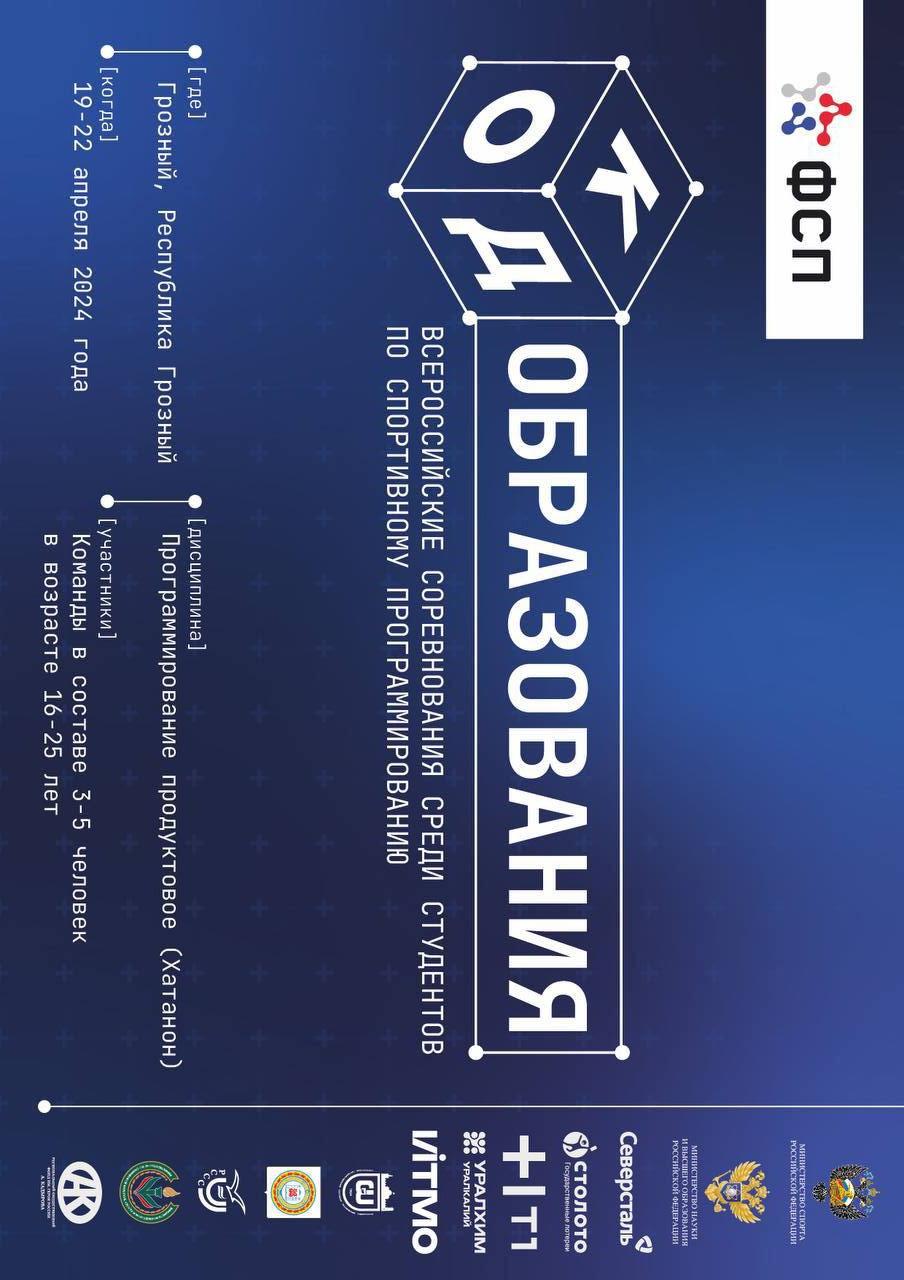 ФСП
К
О Д
ОБРАЗОВАНИЯ
ВСЕРОССИЙСКИЕ СОРЕВНОВАНИЯ СРЕДИ СТУДЕНТОВ
ПО СПОРТИВНОМУ ПРОГРАММИРОВАНИЮ
[где]
Грозный, Республика Грозный
[когда]
19-22 апреля 2024 года
[дисциплина]
Программирование продуктовое (Хатанон)
[участники]
Команды в составе 3-5 человек
в возрасте 16-25 лет
МИНИСТЕРСТВО СПОРТА
РОССИЙСКОЙ ФЕДЕРАЦИИ
МИНИСТЕРСТВО НАУКИ
И ВЫСШЕГО ОБРАЗОВАНИЯ
РОССИЙСКОЙ ФЕДЕРАЦИИ
Северсталь
столото
Государственные лотереи
т1
УРАЛХИМ
УРАЛКАЛИЙ
ИТМО